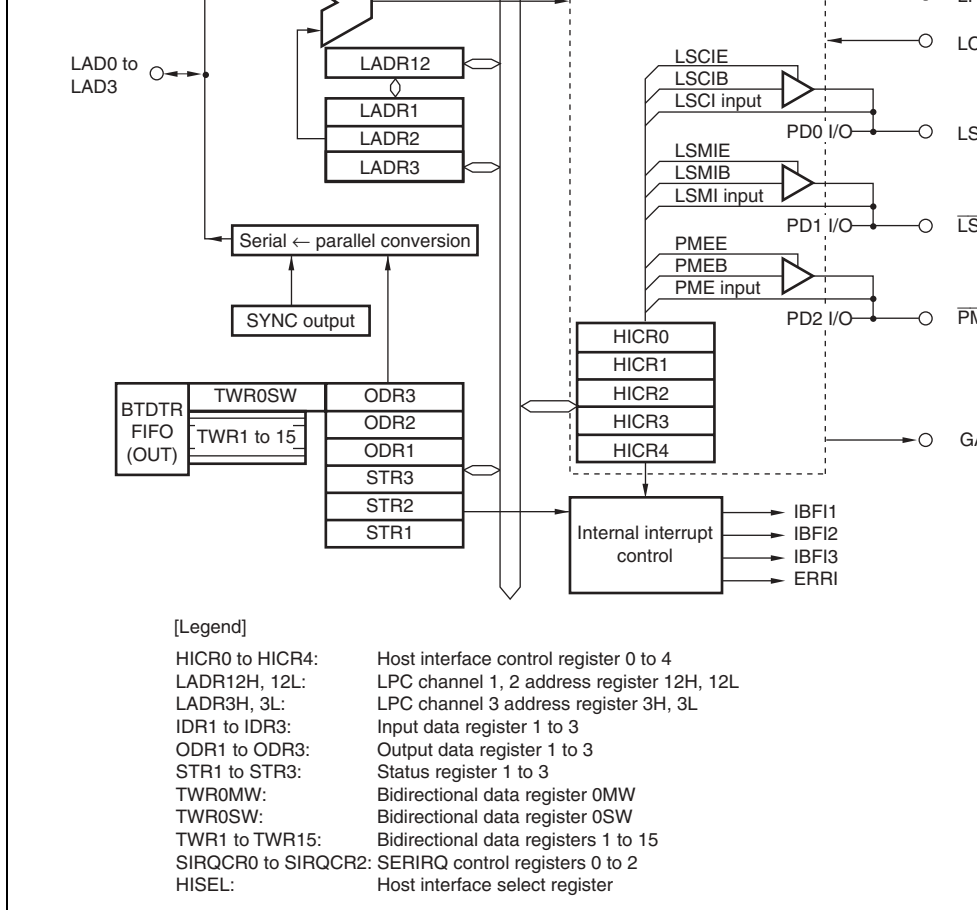 LAD0 to
LAD3
LADR12
LADR1
LADR2
LADR3
Serial ← parallel conversion
SYNC output
BTDTR
FIFO
(OUT)
TWR0SW
TWR1 to 15
ODR3
ODR2
ODR1
STR3
STR2
STR1
LSCIE
LSCIB
LSCI input
PD0 I/O
LSMIE
LSMIB
LSMI input
PD1 I/O
PMEE
PMEB
PME input
PD2 I/O
HICR0
HICR1
HICR2
HICR3
HICR4
Internal interrupt
control
IBFI1
IBFI2
IBFI3
ERRI
[Legend]
HICR0 to HICR4: Host interface control register 0 to 4
LADR12H, 12L: LPC channel 1, 2 address register 12H, 12L
LADR3H, 3L: LPC channel 3 address register 3H, 3L
IDR1 to IDR3: Input data register 1 to 3
ODR1 to ODR3: Output data register 1 to 3
STR1 to STR3: Status register 1 to 3
TWR0MW: Bidirectional data register 0MW
TWR0SW: Bidirectional data register 0SW
TWR1 to TWR15: Bidirectional data registers 1 to 15
SIRQCR0 to SIRQCR2: SERIRQ control registers 0 to 2
HISEL: Host interface select register